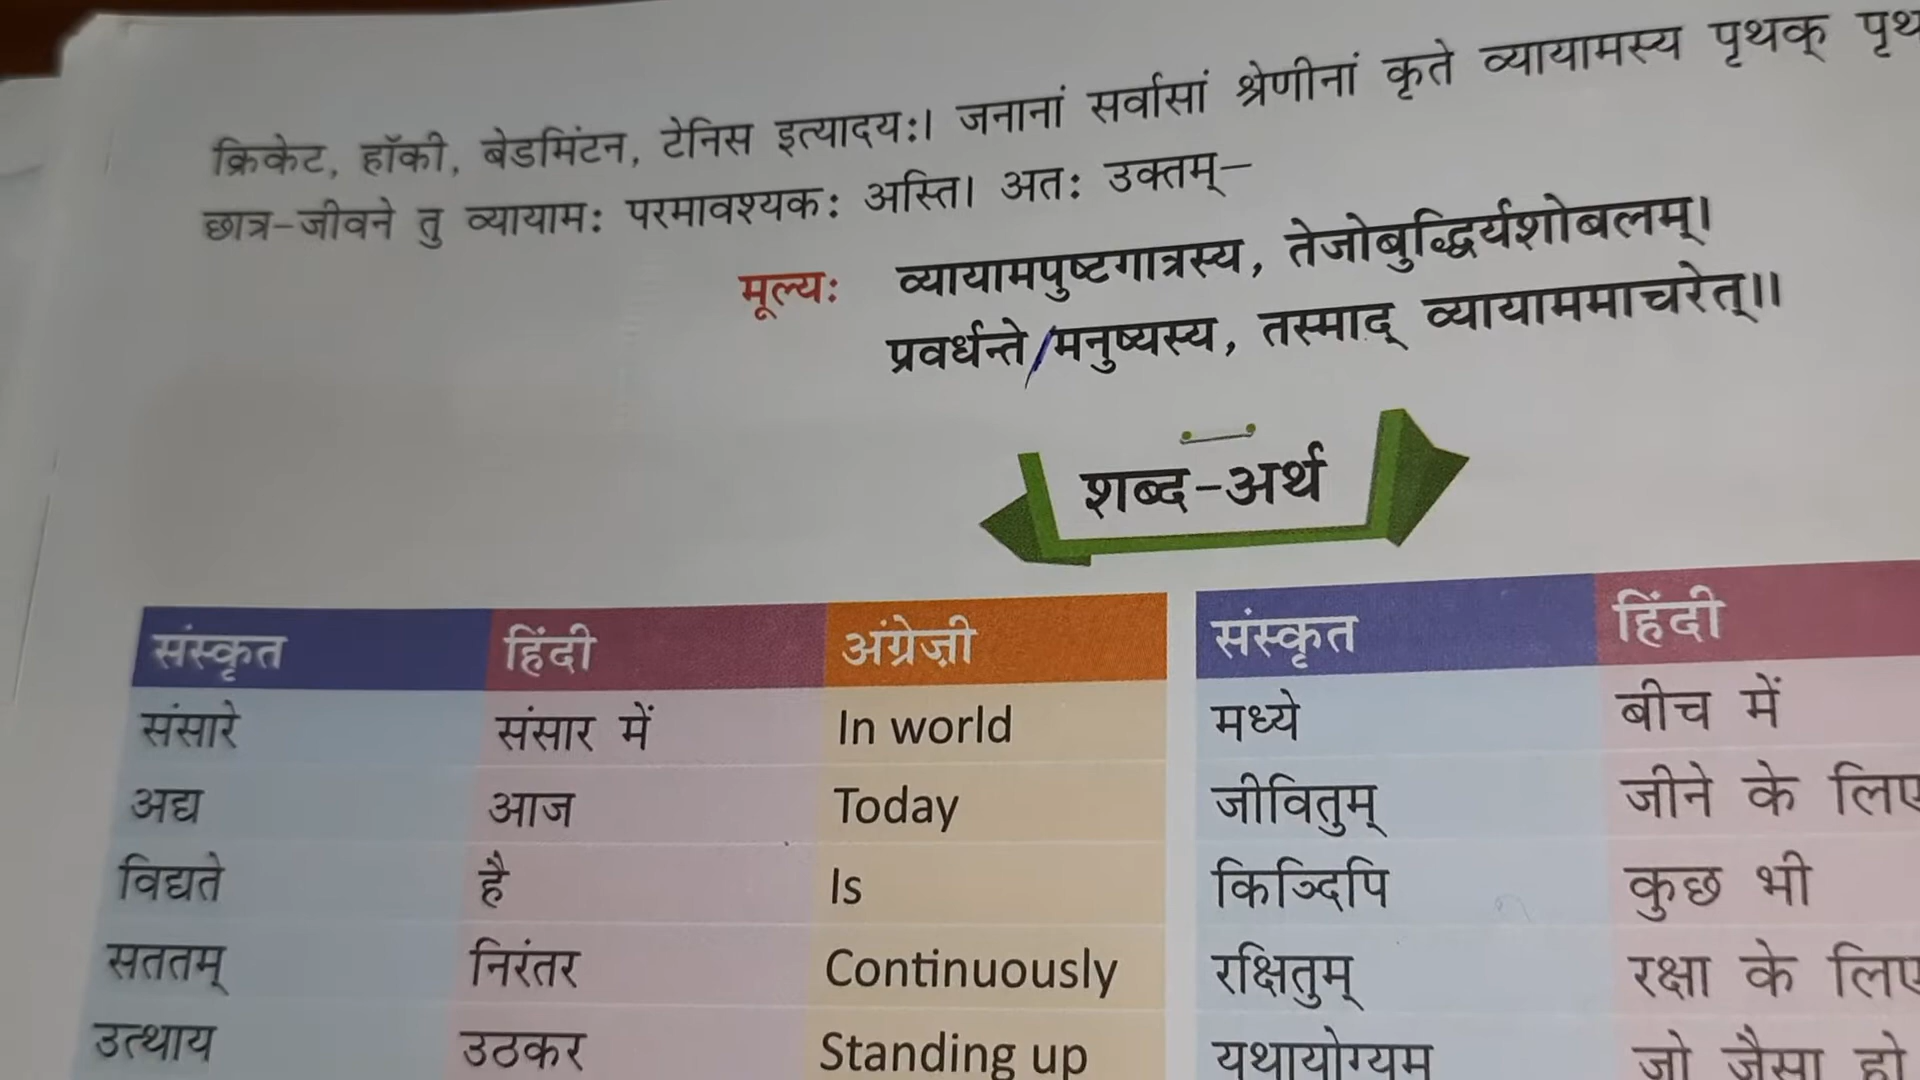 क्रिकेट, हॉकी, बेडमिंटन, टेनिस इत्यादयः। जनानां सर्वासां श्रेणीनां कृते व्यायामस्य पृथक्
छात्र-जीवने तु व्यायामः परमावश्यकः अस्ति। अतः उक्तम्–
मूल्यः व्यायामपुष्टगात्रस्य, तेजोबुद्धिर्यशोबलम्।
प्रवर्धन्ते/मनुष्यस्य, तस्माद् व्यायाममाचरेत्॥
शब्द-अर्थ
संस्कृत हिंदी अंग्रेज़ी संस्कृत हिंदी
संसारे संसार में In world मध्ये बीच में
अद्य आज Today जीवितुम् जीने के लिए
विद्यते है Is किञ्दिपि कुछ भी
सततम् निरंतर Continuously रक्षितुम् रक्षा के लिए
उत्थाय उठकर Standing up यथायोग्यम जो जैसा हो